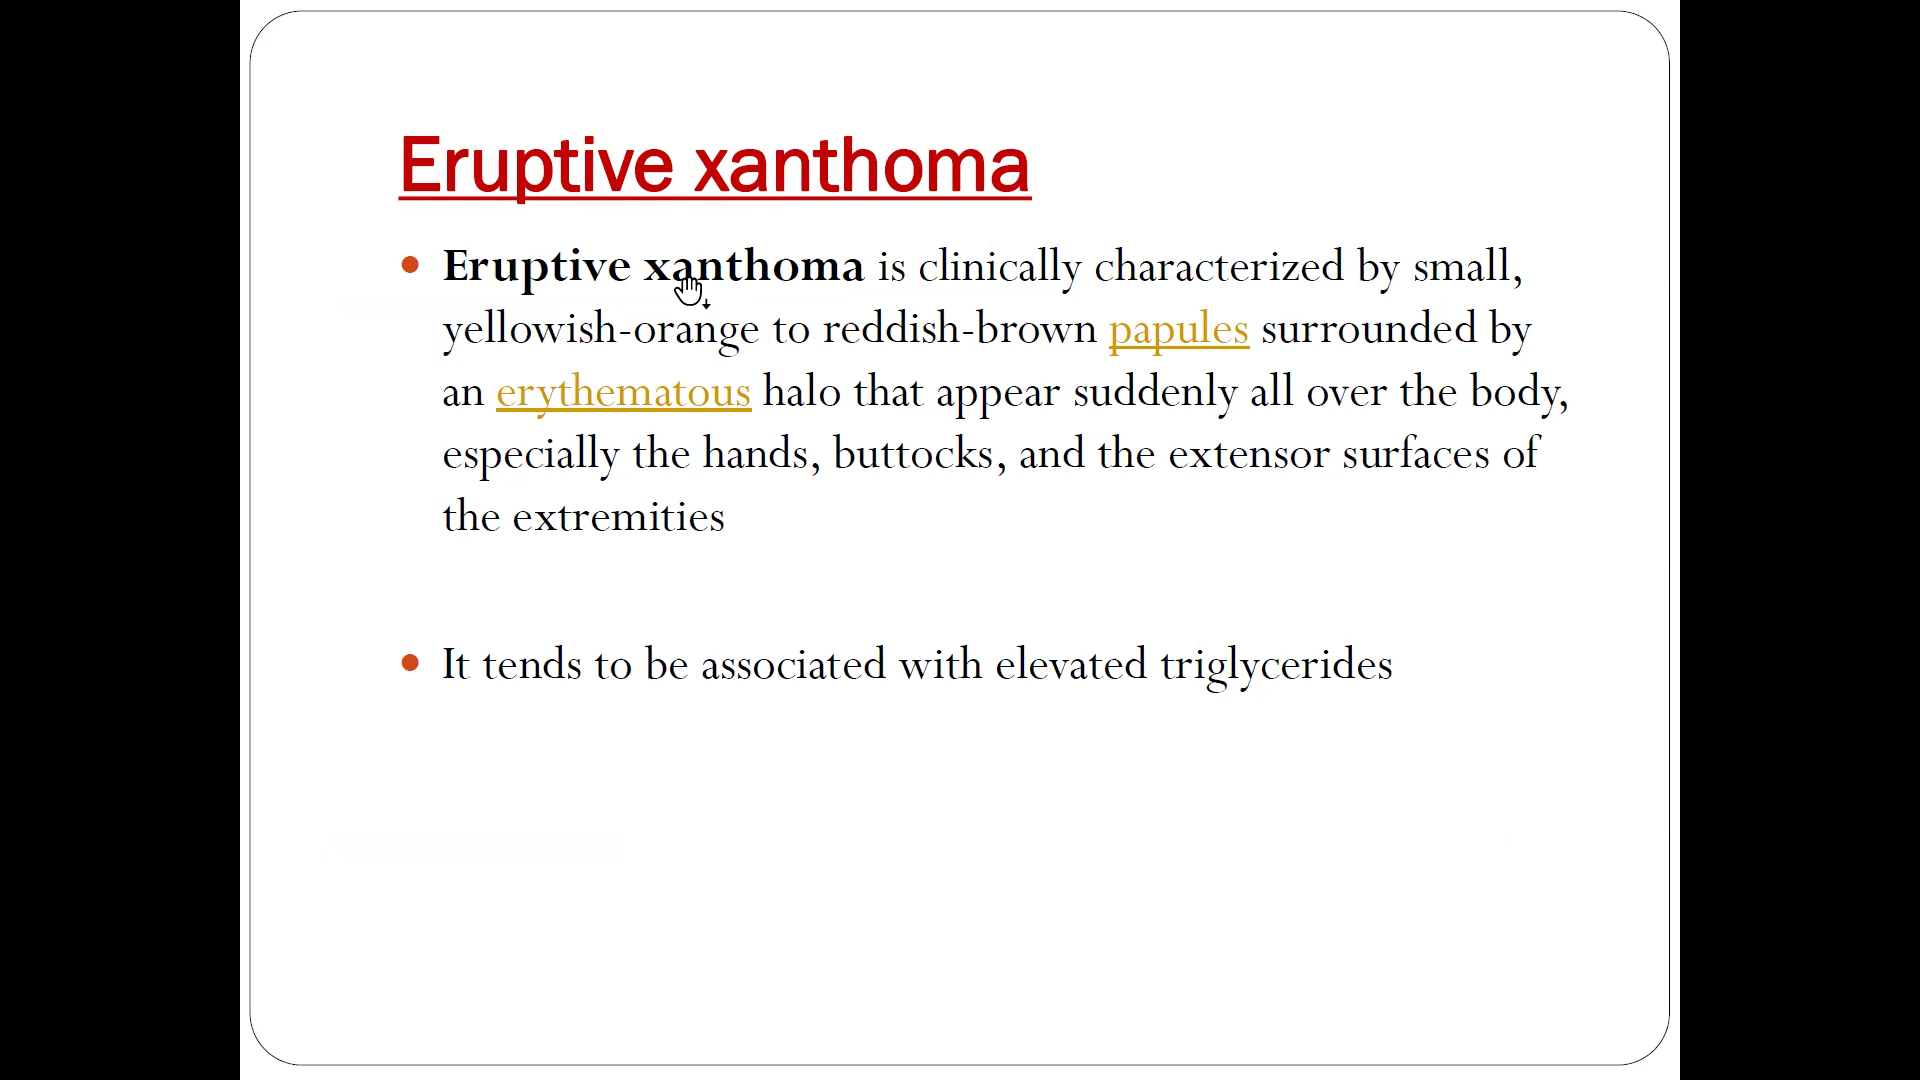 Eruptive xanthoma
• Eruptive xanthoma is clinically characterized by small,
yellowish-orange to reddish-brown papules surrounded by
an erythematous halo that appear suddenly all over the body,
especially the hands, buttocks, and the extensor surfaces of
the extremities
• It tends to be associated with elevated triglycerides